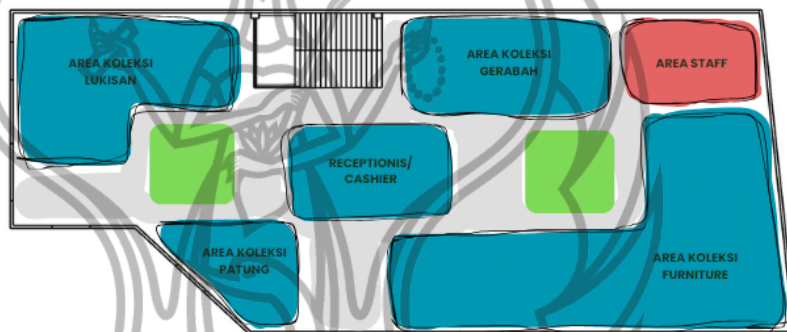 AREA KOLEKSI
LUKISAN
AREA KOLEKSI
GERABAH
AREA STAFF
RECEPTIONIS/
CASHIER
AREA KOLEKSI
PATUNG
AREA KOLEKSI
FURNITURE